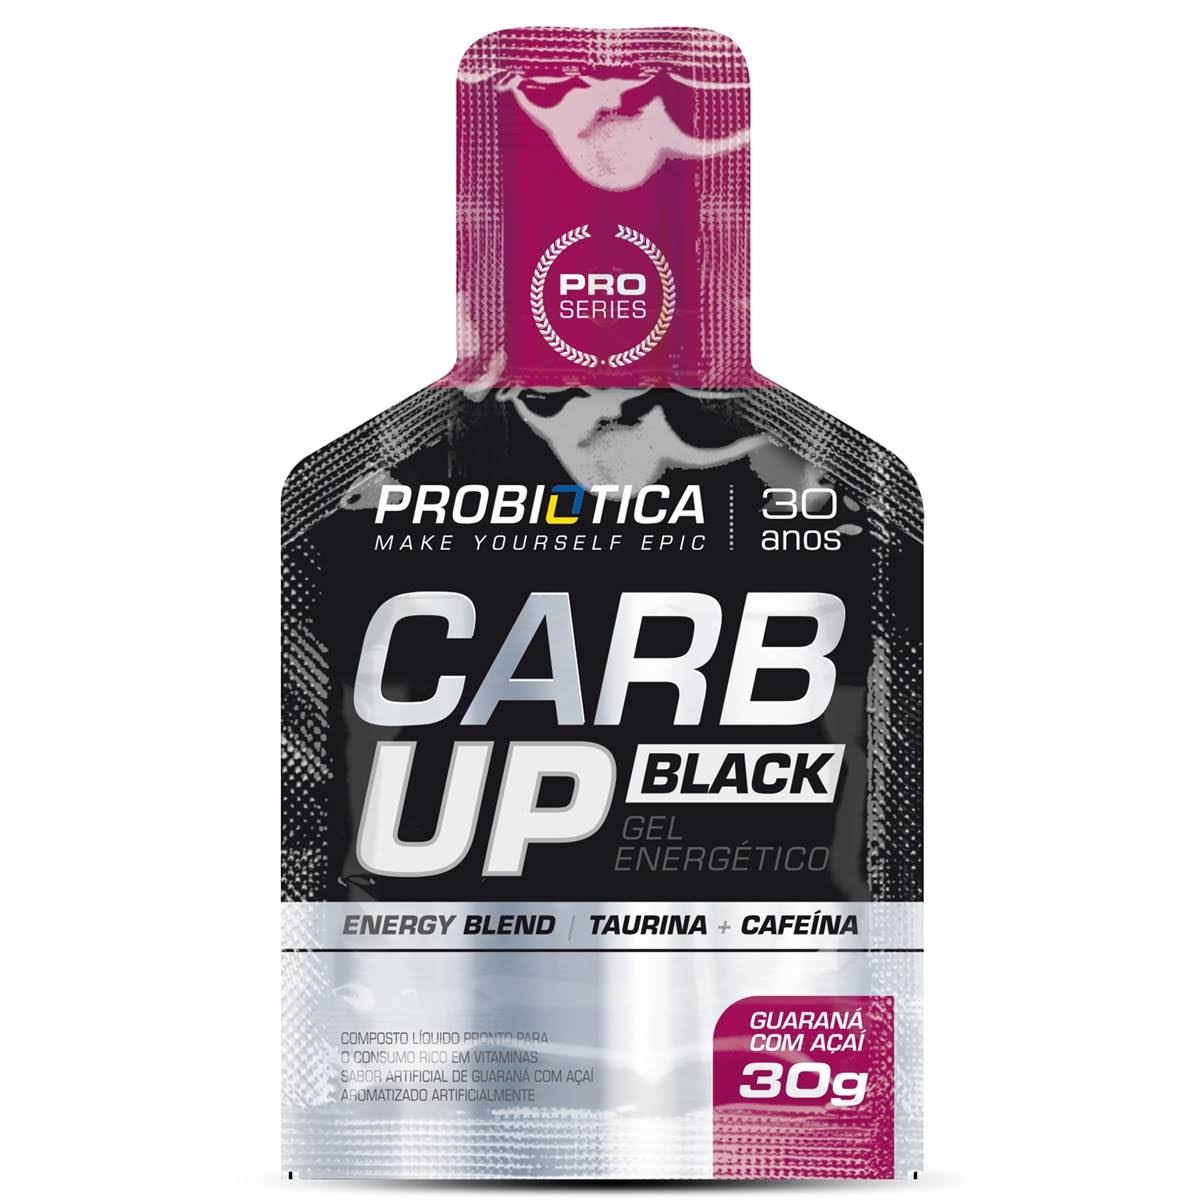 PRO
SERIES
PROBIOTICA | 30
MAKE YOURSELF EPIC anos
CARB
UP BLACK
GEL
ENERGÉTICO
ENERGY BLEND | TAURINA + CAFEÍNA
COMPOSTO LÍQUIDO PRONTO PARA
O CONSUMO RICO EM VITAMINAS
SABOR ARTIFICIAL DE GUARANÁ COM AÇAÍ
AROMATIZADO ARTIFICIALMENTE
GUARANÁ
COM AÇAÍ
30g